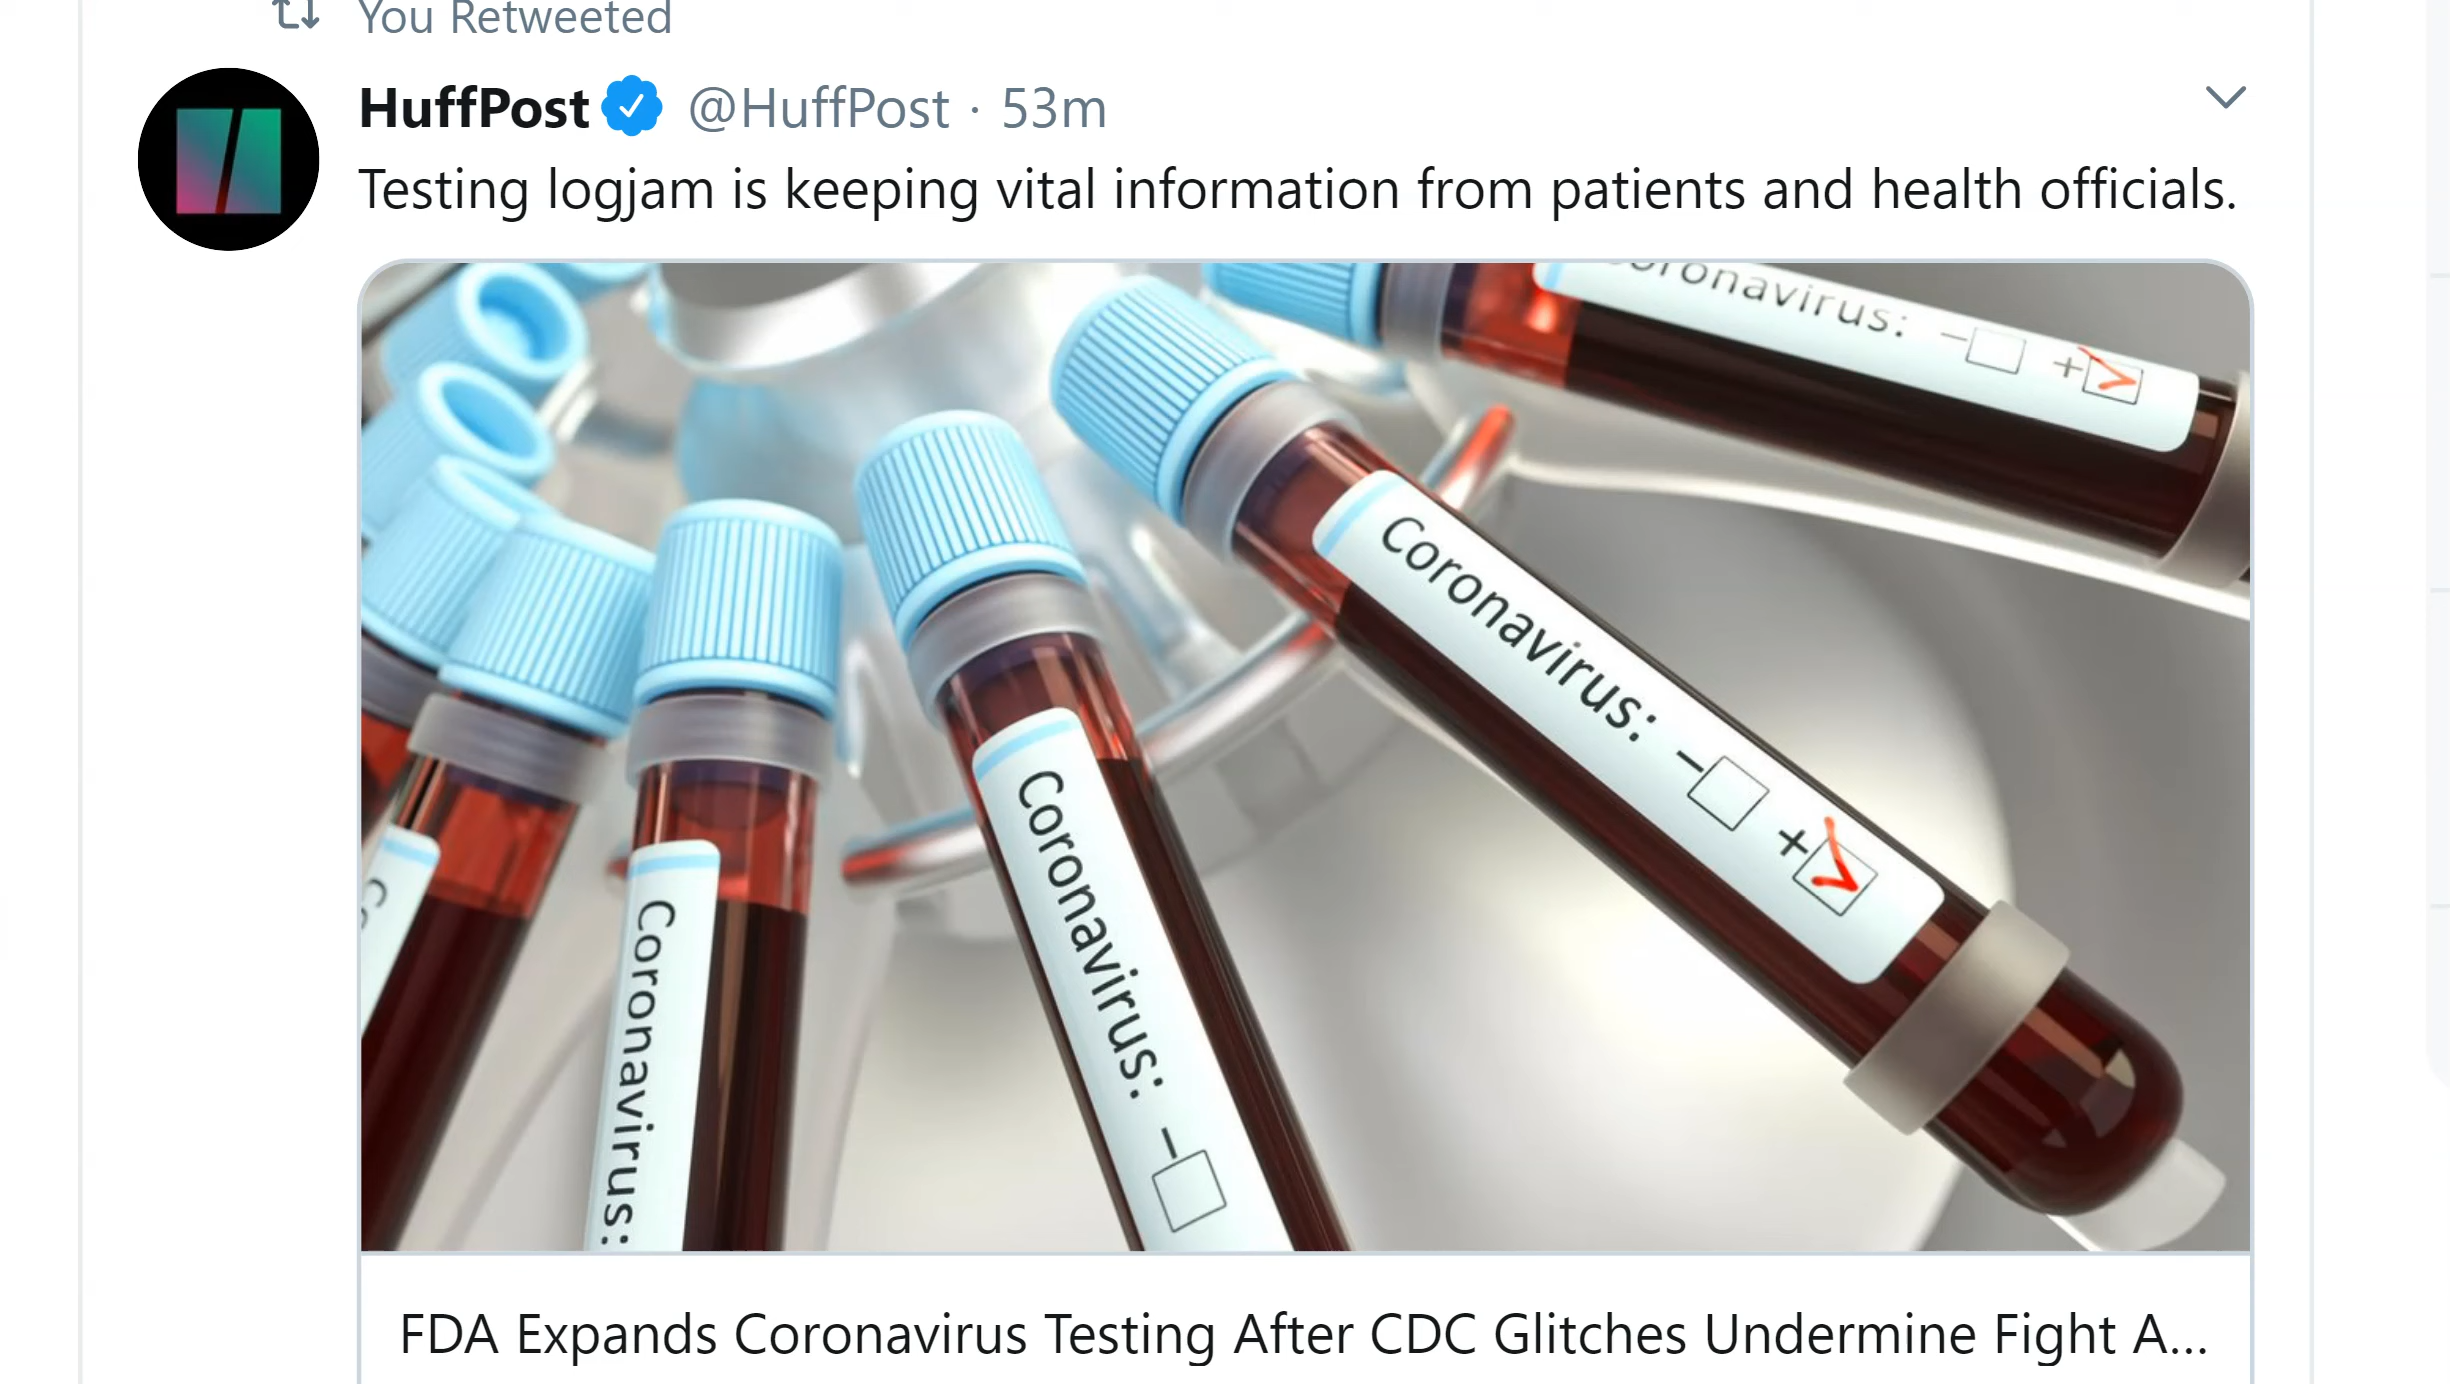 You Retweeted
HuffPost @HuffPost · 53m
Testing logjam is keeping vital information from patients and health officials.
Coronavirus: - +
Coronavirus: - +
Coronavirus: -
Coronavirus:
FDA Expands Coronavirus Testing After CDC Glitches Undermine Fight A...